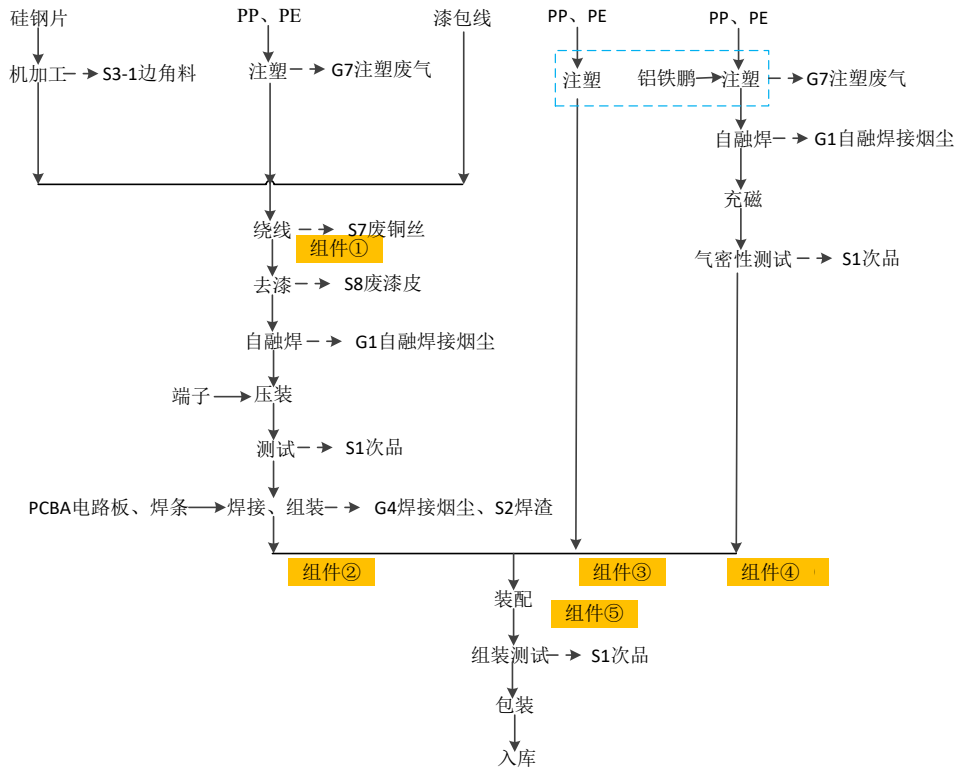 硅钢片
PP、PE
漆包线
PP、PE
PP、PE
机加工
S3-1边角料
注塑
G7注塑废气
注塑
铝铁鹏
注塑
G7注塑废气
自融焊
G1自融焊接烟尘
充磁
绕线
S7废铜丝
组件①
气密性测试
S1次品
去漆
S8废漆皮
自融焊
G1自融焊接烟尘
端子
压装
测试
S1次品
PCBA电路板、焊条
焊接、组装
G4焊接烟尘、S2焊渣
组件②
组件③
组件④
装配
组件⑤
组装测试
S1次品
包装
入库